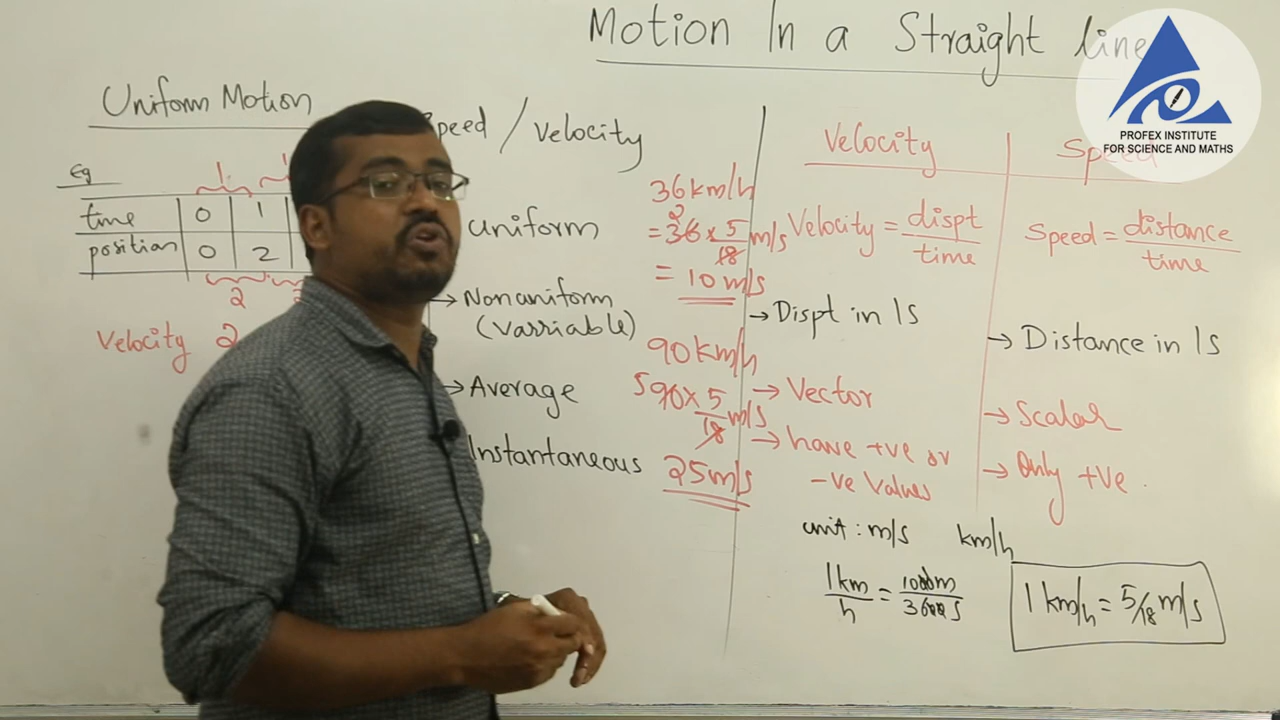 Motion In a Straight line
PROFEX INSTITUTE
FOR SCIENCE AND MATHS
Uniform Motion
Eg
1
time 0 1
position 0 2
2
Velocity 2
Speed / Velocity
uniform
→ Nonuniform
(Varriable)
→ Average
Instantaneous
36 km/h
2
= 36 × 5/18 m/s
= 10 m/s
90 km/h
5 90 × 5/18 m/s
25 m/s
Velocity
Velocity = dispt/time
→ Dispt in 1s
→ Vector
→ have +ve or
-ve values
Speed
Speed = distance/time
→ Distance in 1s
→ Scalar
→ Only +ve
unit : m/s km/h
1km/h = 1000m/3600s
1 km/h = 5/18 m/s